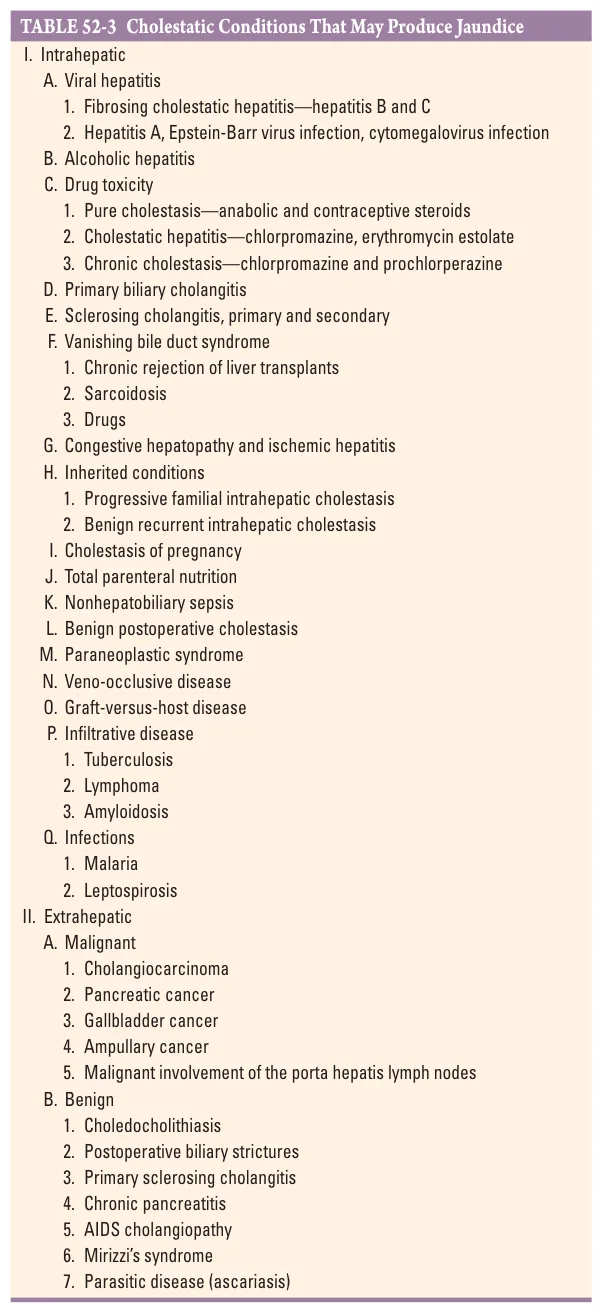 TABLE 52-3 Cholestatic Conditions That May Produce Jaundice
I. Intrahepatic
A. Viral hepatitis
1. Fibrosing cholestatic hepatitis—hepatitis B and C
2. Hepatitis A, Epstein-Barr virus infection, cytomegalovirus infection
B. Alcoholic hepatitis
C. Drug toxicity
1. Pure cholestasis—anabolic and contraceptive steroids
2. Cholestatic hepatitis—chlorpromazine, erythromycin estolate
3. Chronic cholestasis—chlorpromazine and prochlorperazine
D. Primary biliary cholangitis
E. Sclerosing cholangitis, primary and secondary
F. Vanishing bile duct syndrome
1. Chronic rejection of liver transplants
2. Sarcoidosis
3. Drugs
G. Congestive hepatopathy and ischemic hepatitis
H. Inherited conditions
1. Progressive familial intrahepatic cholestasis
2. Benign recurrent intrahepatic cholestasis
I. Cholestasis of pregnancy
J. Total parenteral nutrition
K. Nonhepatobiliary sepsis
L. Benign postoperative cholestasis
M. Paraneoplastic syndrome
N. Veno-occlusive disease
O. Graft-versus-host disease
P. Infiltrative disease
1. Tuberculosis
2. Lymphoma
3. Amyloidosis
Q. Infections
1. Malaria
2. Leptospirosis
II. Extrahepatic
A. Malignant
1. Cholangiocarcinoma
2. Pancreatic cancer
3. Gallbladder cancer
4. Ampullary cancer
5. Malignant involvement of the porta hepatis lymph nodes
B. Benign
1. Choledocholithiasis
2. Postoperative biliary strictures
3. Primary sclerosing cholangitis
4. Chronic pancreatitis
5. AIDS cholangiopathy
6. Mirizzi’s syndrome
7. Parasitic disease (ascariasis)